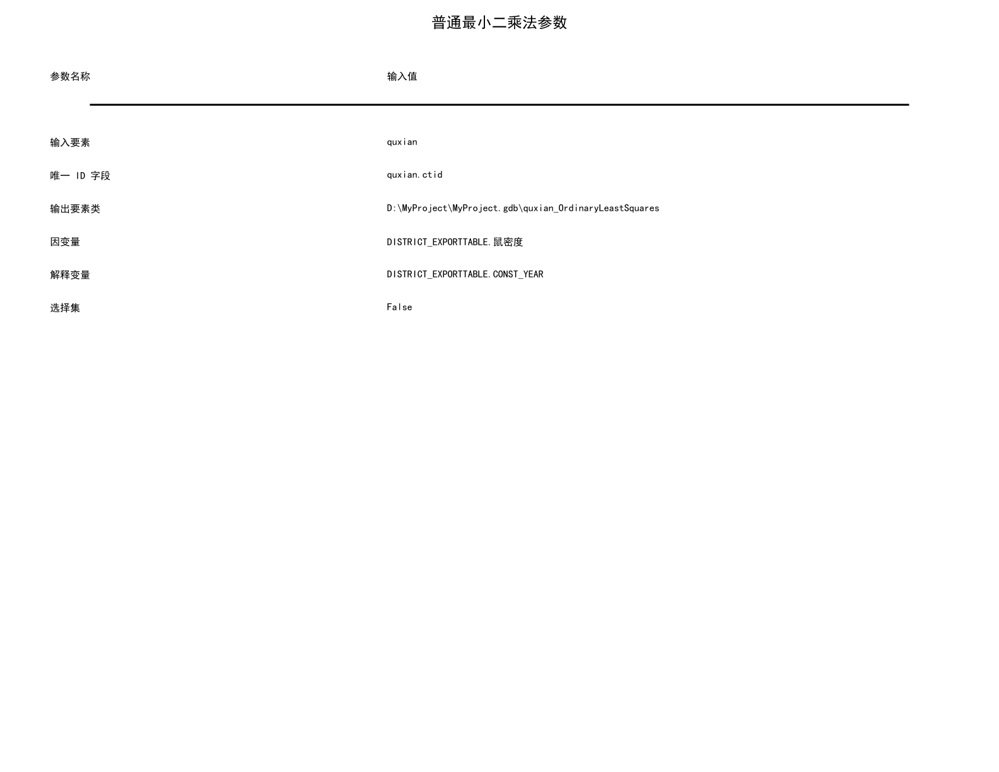 普通最小二乘法参数
参数名称 输入值
输入要素 quxian
唯一 ID 字段 quxian.ctid
输出要素类 D:\MyProject\MyProject.gdb\quxian_OrdinaryLeastSquares
因变量 DISTRICT_EXPORTTABLE.鼠密度
解释变量 DISTRICT_EXPORTTABLE.CONST_YEAR
选择集 False